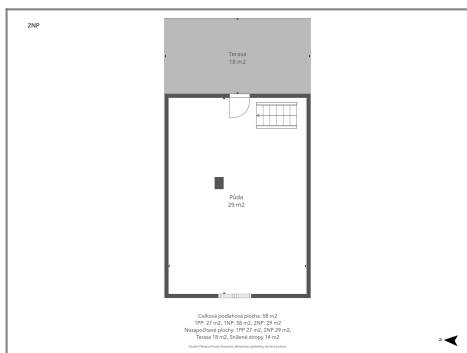 2NP
Terasa
18 m2
Půda
29 m2
Celková podlehová plocha: 58 m2
1PP: 27 m2, 1NP: 58 m2, 2NP: 29 m2
Nezapočítané plochy: 1PP 27 m2, 2NP 29 m2,
Terasa 18 m2, Snížené stropy 14 m2